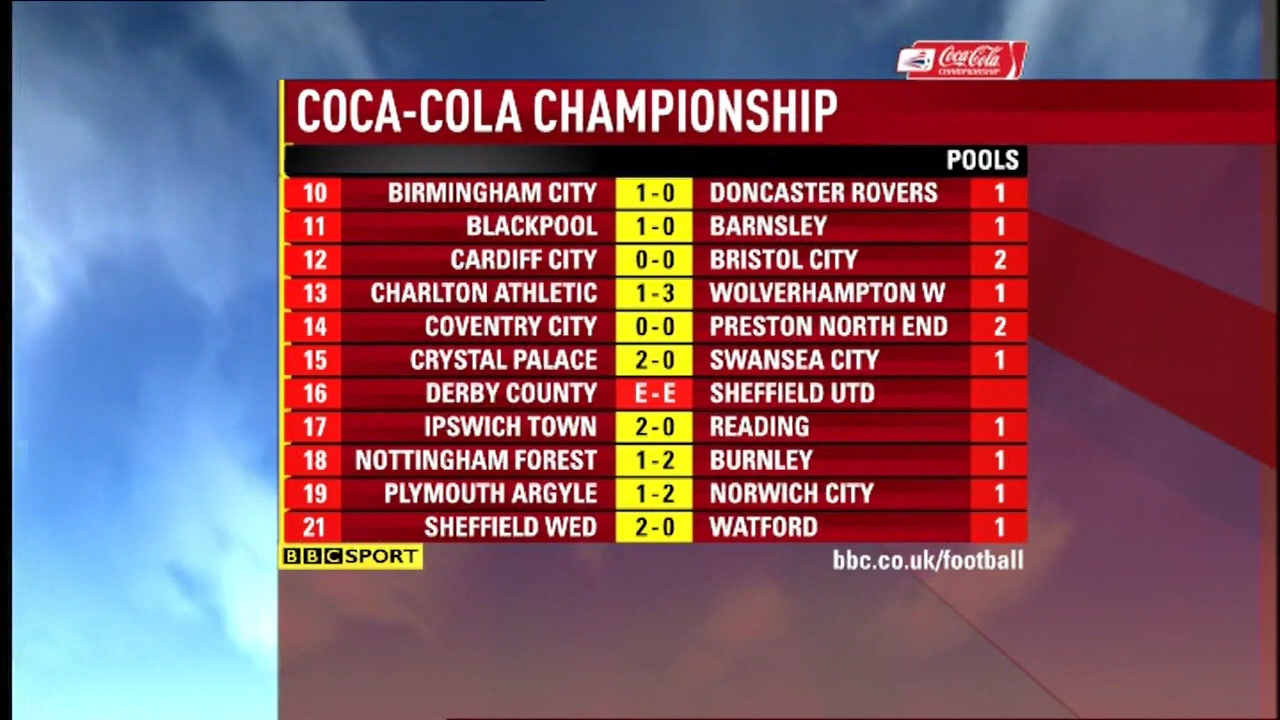 Coca-Cola
CHAMPIONSHIP
COCA-COLA CHAMPIONSHIP
POOLS
10 BIRMINGHAM CITY 1-0 DONCASTER ROVERS 1
11 BLACKPOOL 1-0 BARNSLEY 1
12 CARDIFF CITY 0-0 BRISTOL CITY 2
13 CHARLTON ATHLETIC 1-3 WOLVERHAMPTON W 1
14 COVENTRY CITY 0-0 PRESTON NORTH END 2
15 CRYSTAL PALACE 2-0 SWANSEA CITY 1
16 DERBY COUNTY E-E SHEFFIELD UTD
17 IPSWICH TOWN 2-0 READING 1
18 NOTTINGHAM FOREST 1-2 BURNLEY 1
19 PLYMOUTH ARGYLE 1-2 NORWICH CITY 1
21 SHEFFIELD WED 2-0 WATFORD 1
BBC SPORT bbc.co.uk/football